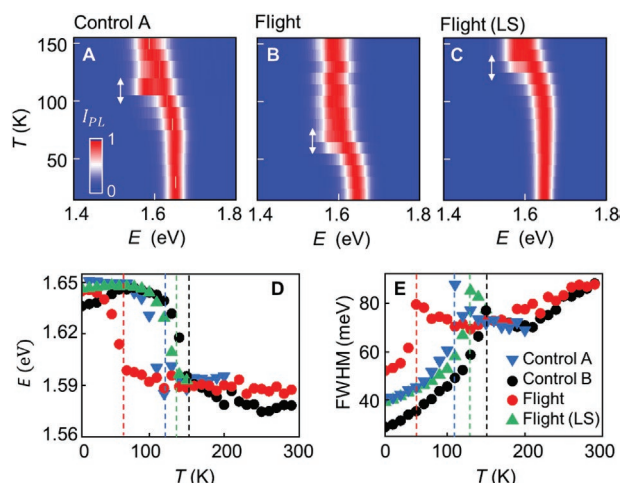 Control A Flight Flight (LS)
A B C
T (K)
150
100
50
I_PL
1
0
1.4 1.6 1.8 1.4 1.6 1.8 1.4 1.6 1.8
E (eV) E (eV) E (eV)
D
E (eV)
1.65
1.62
1.59
1.56
0 100 200 300
T (K)
E
FWHM (meV)
80
60
40
Control A
Control B
Flight
Flight (LS)
0 100 200 300
T (K)